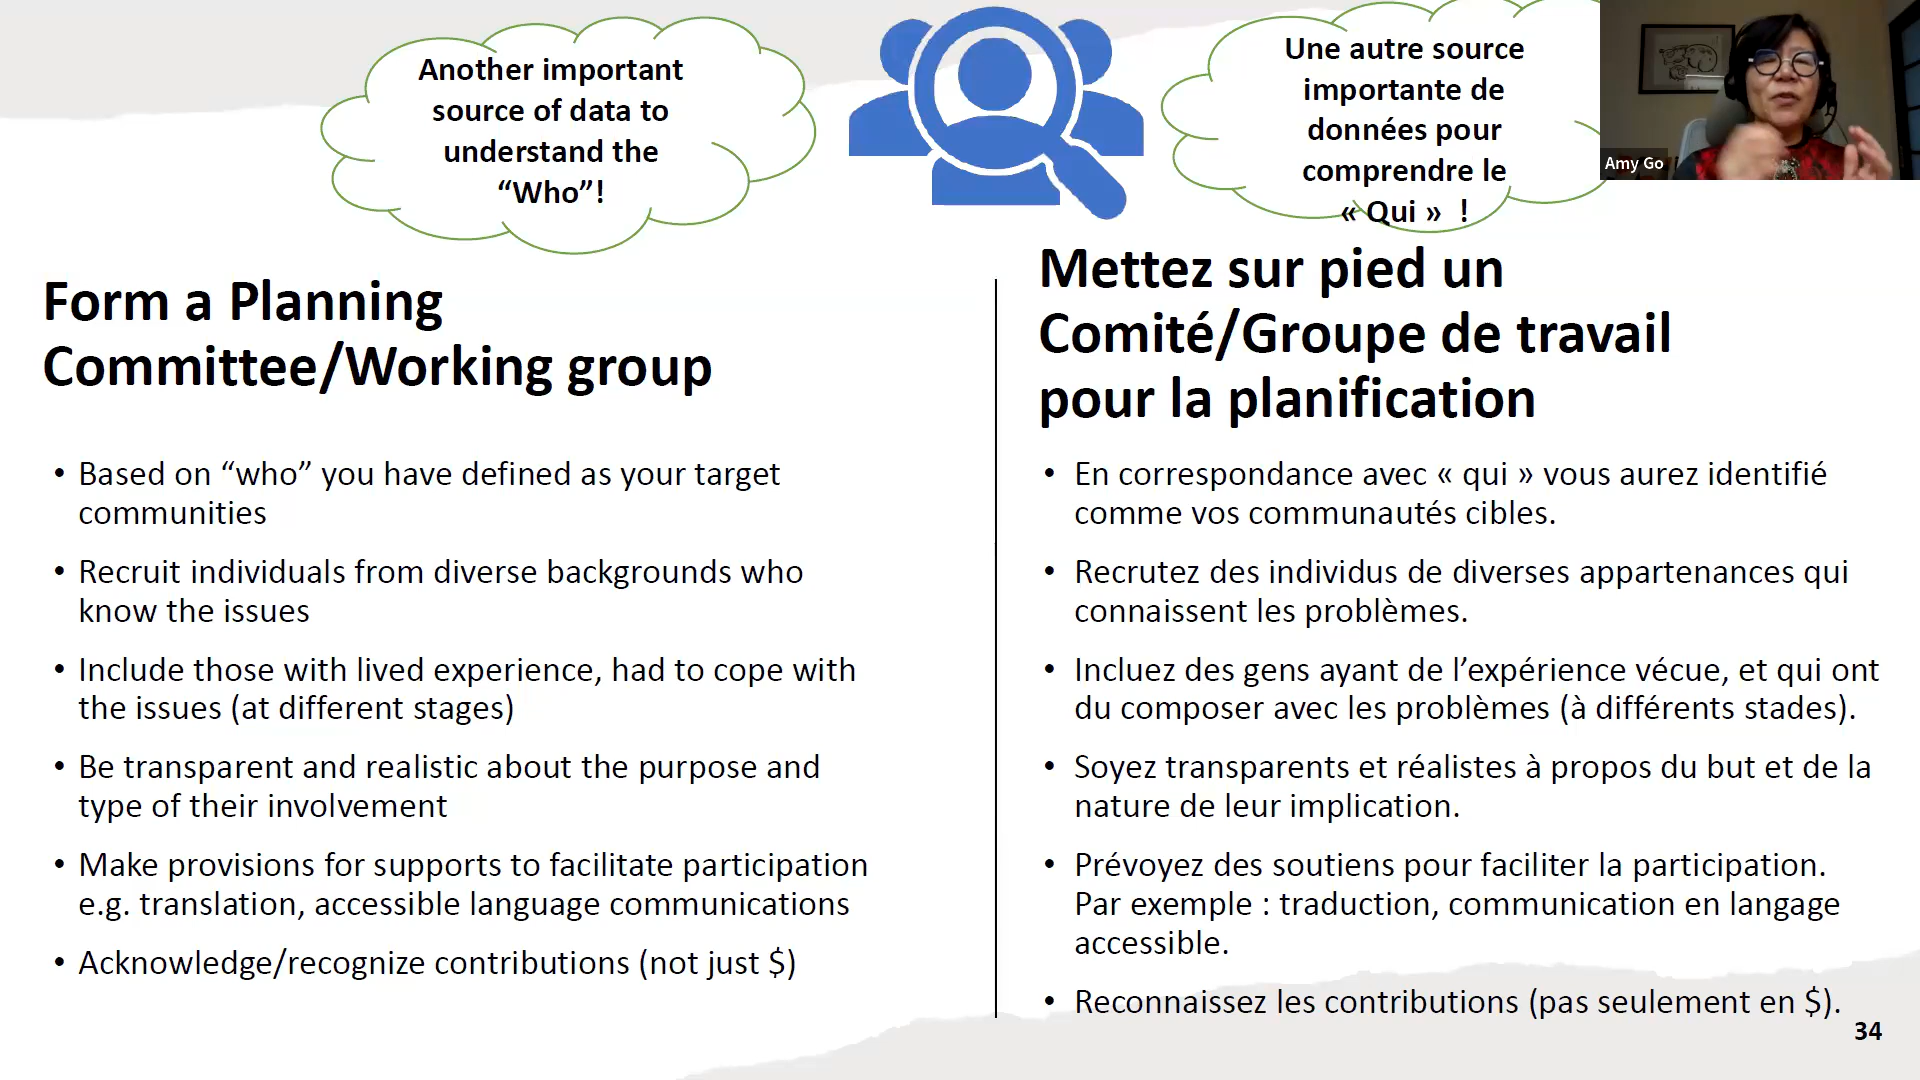 Another important
source of data to
understand the
“Who”!
Une autre source
importante de
données pour
comprendre le
« Qui »  !
Amy Go
Form a Planning
Committee/Working group
Based on “who” you have defined as your target
communities
Recruit individuals from diverse backgrounds who
know the issues
Include those with lived experience, had to cope with
the issues (at different stages)
Be transparent and realistic about the purpose and
type of their involvement
Make provisions for supports to facilitate participation
e.g. translation, accessible language communications
Acknowledge/recognize contributions (not just $)
Mettez sur pied un
Comité/Groupe de travail
pour la planification
En correspondance avec « qui » vous aurez identifié
comme vos communautés cibles.
Recrutez des individus de diverses appartenances qui
connaissent les problèmes.
Incluez des gens ayant de l’expérience vécue, et qui ont
du composer avec les problèmes (à différents stades).
Soyez transparents et réalistes à propos du but et de la
nature de leur implication.
Prévoyez des soutiens pour faciliter la participation.
Par exemple : traduction, communication en langage
accessible.
Reconnaissez les contributions (pas seulement en $).
34